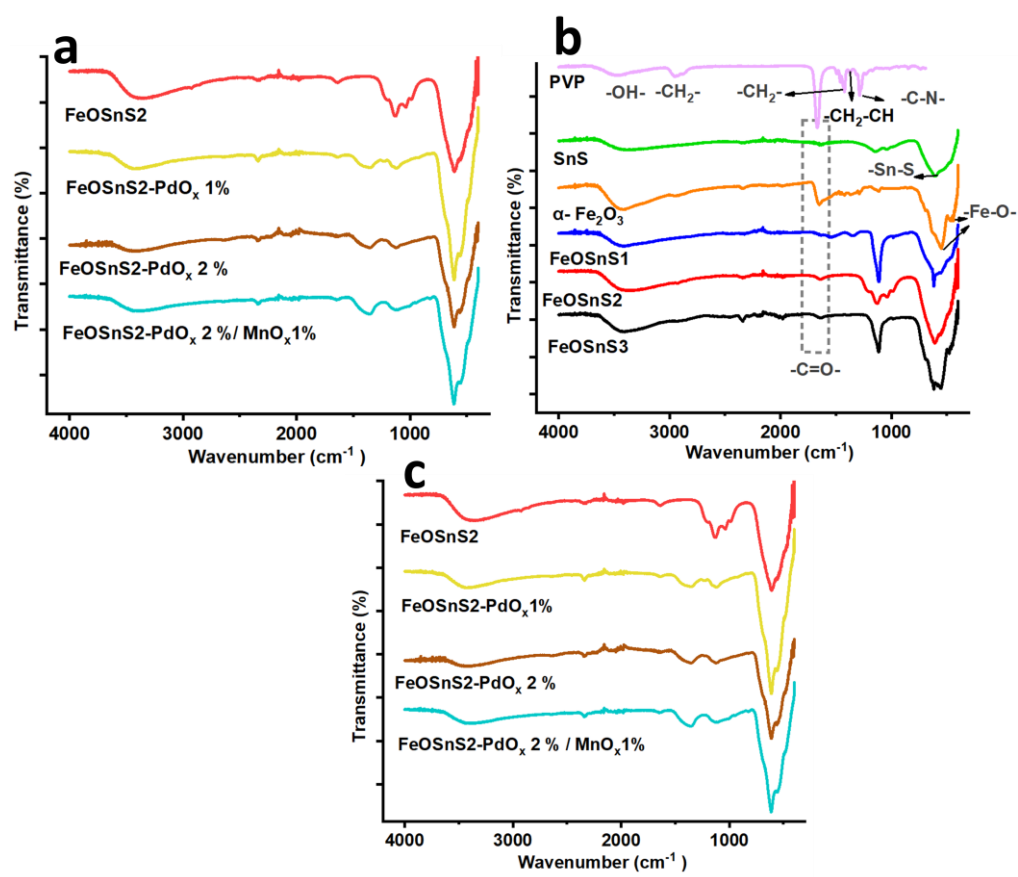 a
FeOSnS2
FeOSnS2-PdOₓ 1%
FeOSnS2-PdOₓ 2 %
FeOSnS2-PdOₓ 2 %/ MnOₓ1%
Transmittance (%)
4000 3000 2000 1000
Wavenumber (cm⁻¹ )
b
PVP
-OH-
-CH₂-
-CH₂-
-CH₂-CH
-C-N-
SnS
-Sn-S
α- Fe₂O₃
-Fe-O-
FeOSnS1
FeOSnS2
FeOSnS3
-C=O-
Transmittance (%)
4000 3000 2000 1000
Wavenumber (cm⁻¹ )
c
FeOSnS2
FeOSnS2-PdOₓ1%
FeOSnS2-PdOₓ 2 %
FeOSnS2-PdOₓ 2 % / MnOₓ1%
Transmittance (%)
4000 3000 2000 1000
Wavenumber (cm⁻¹ )